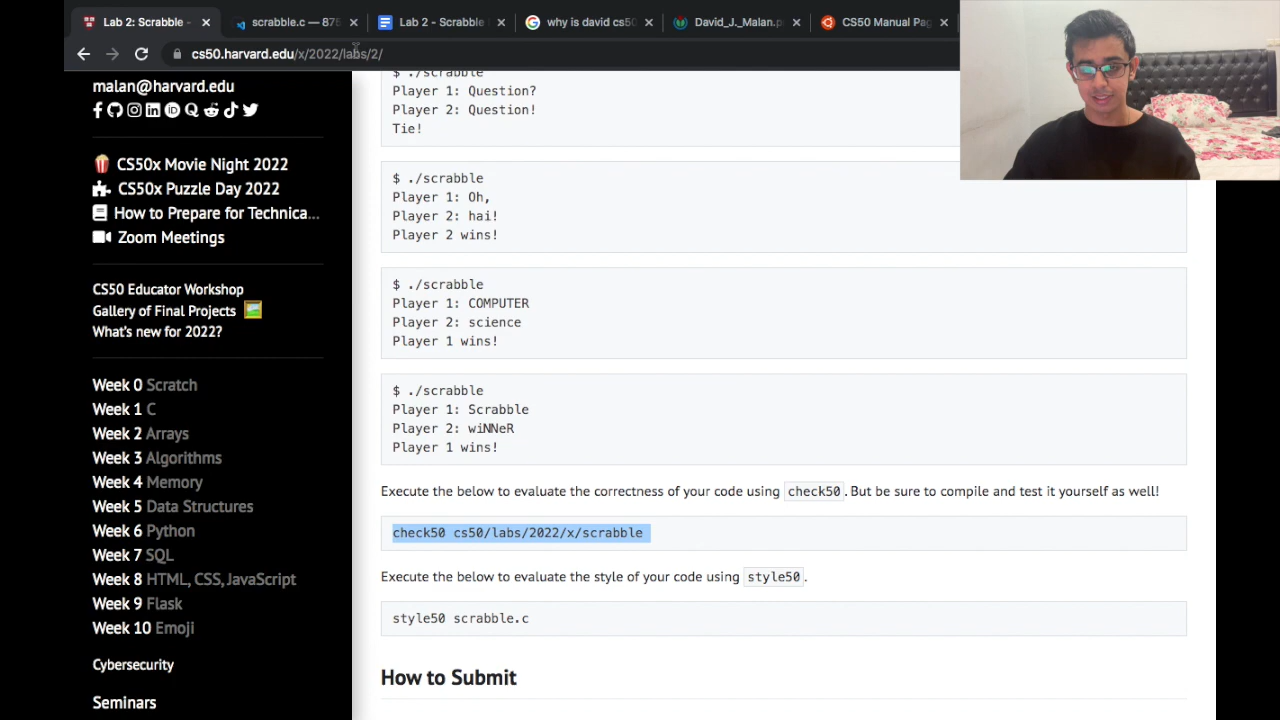 Lab 2: Scrabble -
scrabble.c — 875
Lab 2 - Scrabble
why is david cs50
David_J._Malan.p
CS50 Manual Pag
cs50.harvard.edu/x/2022/labs/2/
malan@harvard.edu
CS50x Movie Night 2022
CS50x Puzzle Day 2022
How to Prepare for Technica...
Zoom Meetings
CS50 Educator Workshop
Gallery of Final Projects
What's new for 2022?
Week 0 Scratch
Week 1 C
Week 2 Arrays
Week 3 Algorithms
Week 4 Memory
Week 5 Data Structures
Week 6 Python
Week 7 SQL
Week 8 HTML, CSS, JavaScript
Week 9 Flask
Week 10 Emoji
Cybersecurity
Seminars
$ ./scrabble
Player 1: Question?
Player 2: Question!
Tie!
$ ./scrabble
Player 1: Oh,
Player 2: hai!
Player 2 wins!
$ ./scrabble
Player 1: COMPUTER
Player 2: science
Player 1 wins!
$ ./scrabble
Player 1: Scrabble
Player 2: wiNNeR
Player 1 wins!
Execute the below to evaluate the correctness of your code using check50. But be sure to compile and test it yourself as well!
check50 cs50/labs/2022/x/scrabble
Execute the below to evaluate the style of your code using style50.
style50 scrabble.c
How to Submit